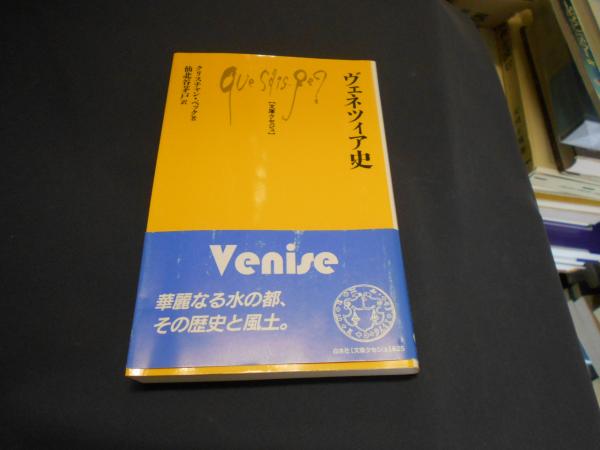 ヴェネツィア史
Que sais-je?
[文庫クセジュ]
クリスチャン・ベック著
仙北谷茅戸訳
Venise
華麗なる水の都、
その歴史と風土。
白水社 [文庫クセジュ] 825